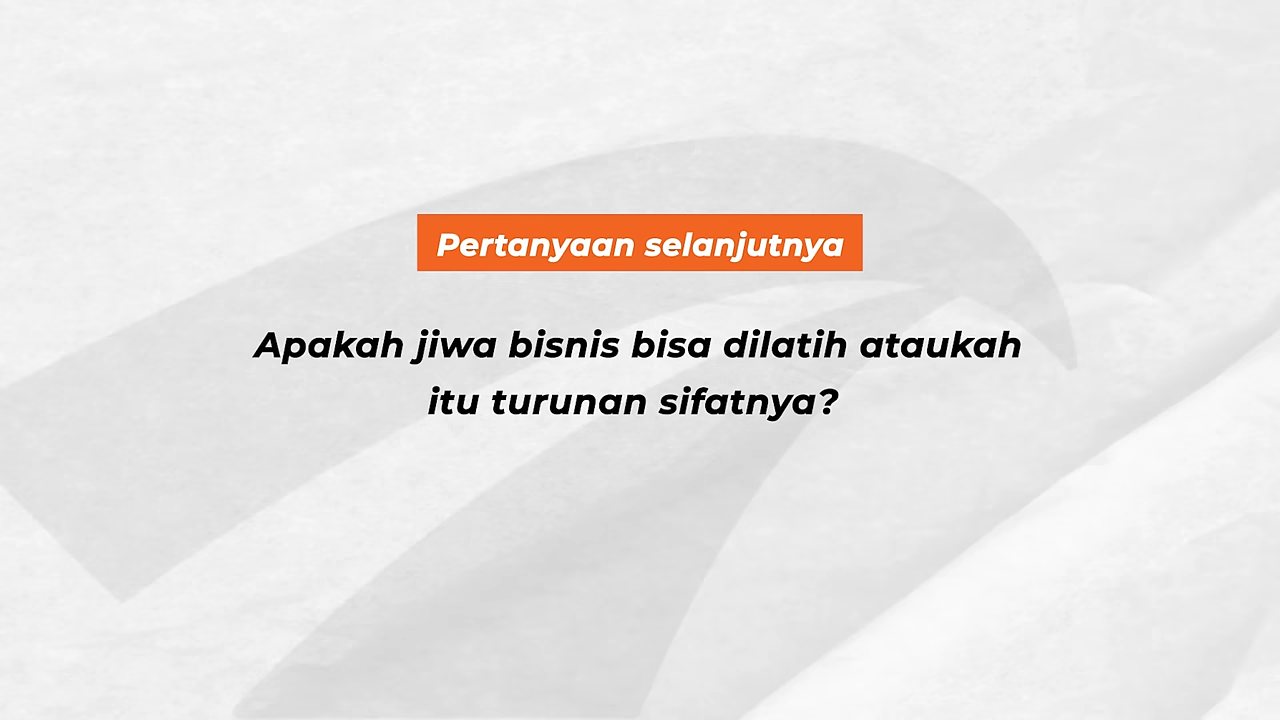 Pertanyaan selanjutnya
Apakah jiwa bisnis bisa dilatih ataukah
itu turunan sifatnya?